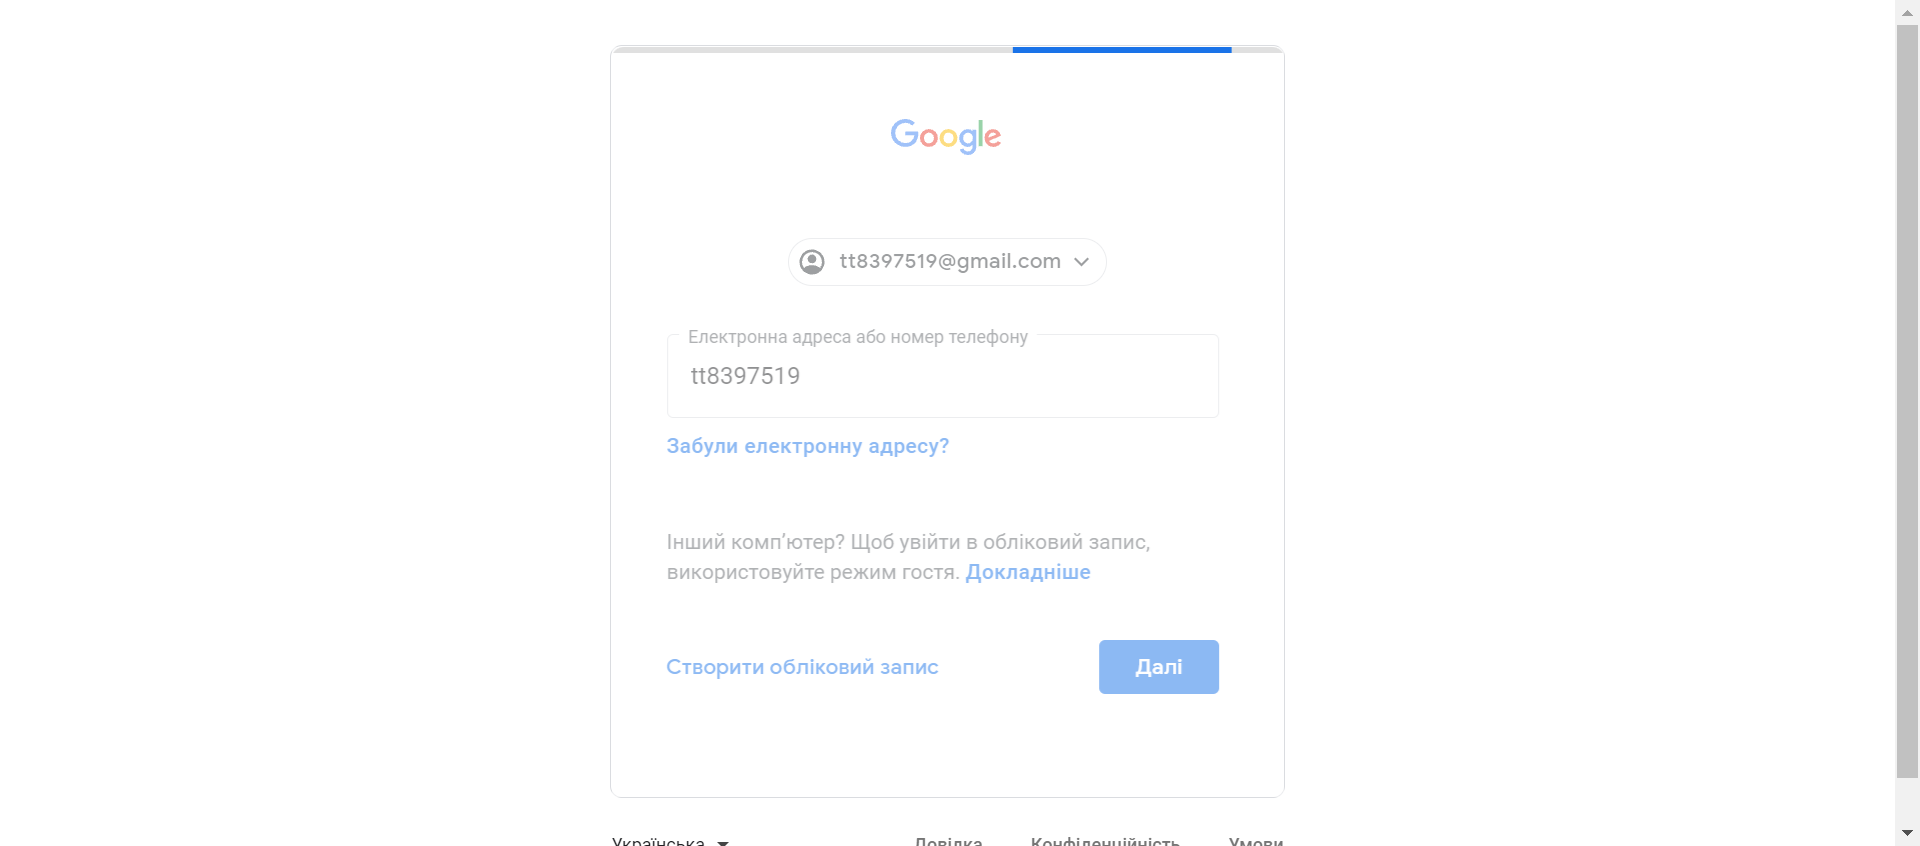 Google
tt8397519@gmail.com
Електронна адреса або номер телефону
tt8397519
Забули електронну адресу?
Інший комп’ютер? Щоб увійти в обліковий запис,
використовуйте режим гостя. Докладніше
Створити обліковий запис
Далі
Українська
Довідка
Конфіденційність
Умови